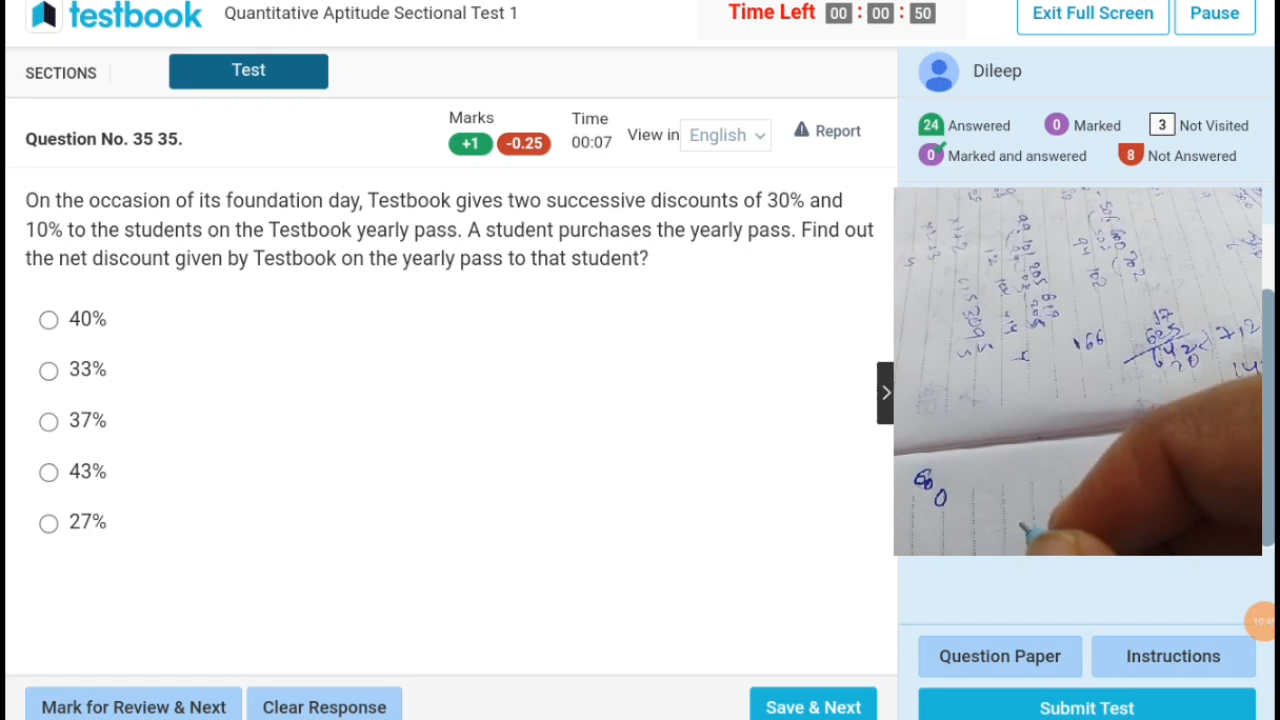 testbook
Quantitative Aptitude Sectional Test 1
Time Left 00 : 00 : 50
Exit Full Screen
Pause
SECTIONS
Test
Dileep
Question No. 35 35.
Marks
+1 -0.25
Time
00:07
View in English
Report
24 Answered
0 Marked
3 Not Visited
0 Marked and answered
8 Not Answered
On the occasion of its foundation day, Testbook gives two successive discounts of 30% and
10% to the students on the Testbook yearly pass. A student purchases the yearly pass. Find out
the net discount given by Testbook on the yearly pass to that student?
40%
33%
37%
43%
27%
Question Paper
Instructions
Mark for Review & Next
Clear Response
Save & Next
Submit Test